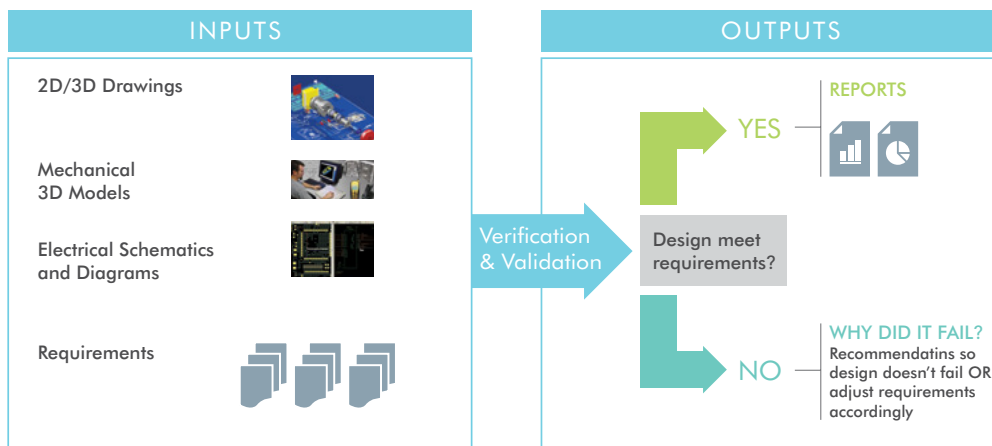 INPUTS
2D/3D Drawings
Mechanical
3D Models
Electrical Schematics
and Diagrams
Requirements
Verification
& Validation
OUTPUTS
Design meet
requirements?
YES
REPORTS
NO
WHY DID IT FAIL?
Recommendatins so
design doesn't fail OR
adjust requirements
accordingly